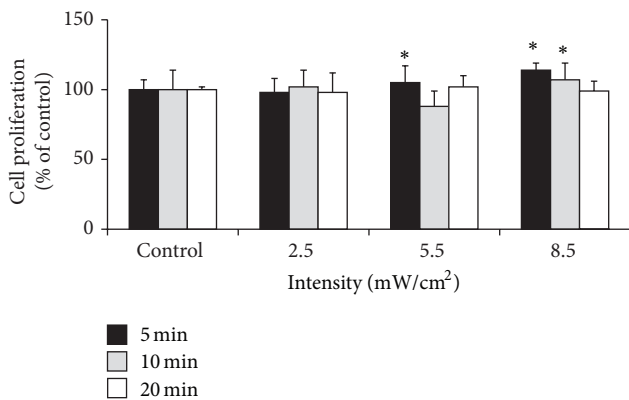 150
100
50
0
Cell proliferation
(% of control)
*
*
*
Control 2.5 5.5 8.5
Intensity (mW/cm²)
5 min
10 min
20 min